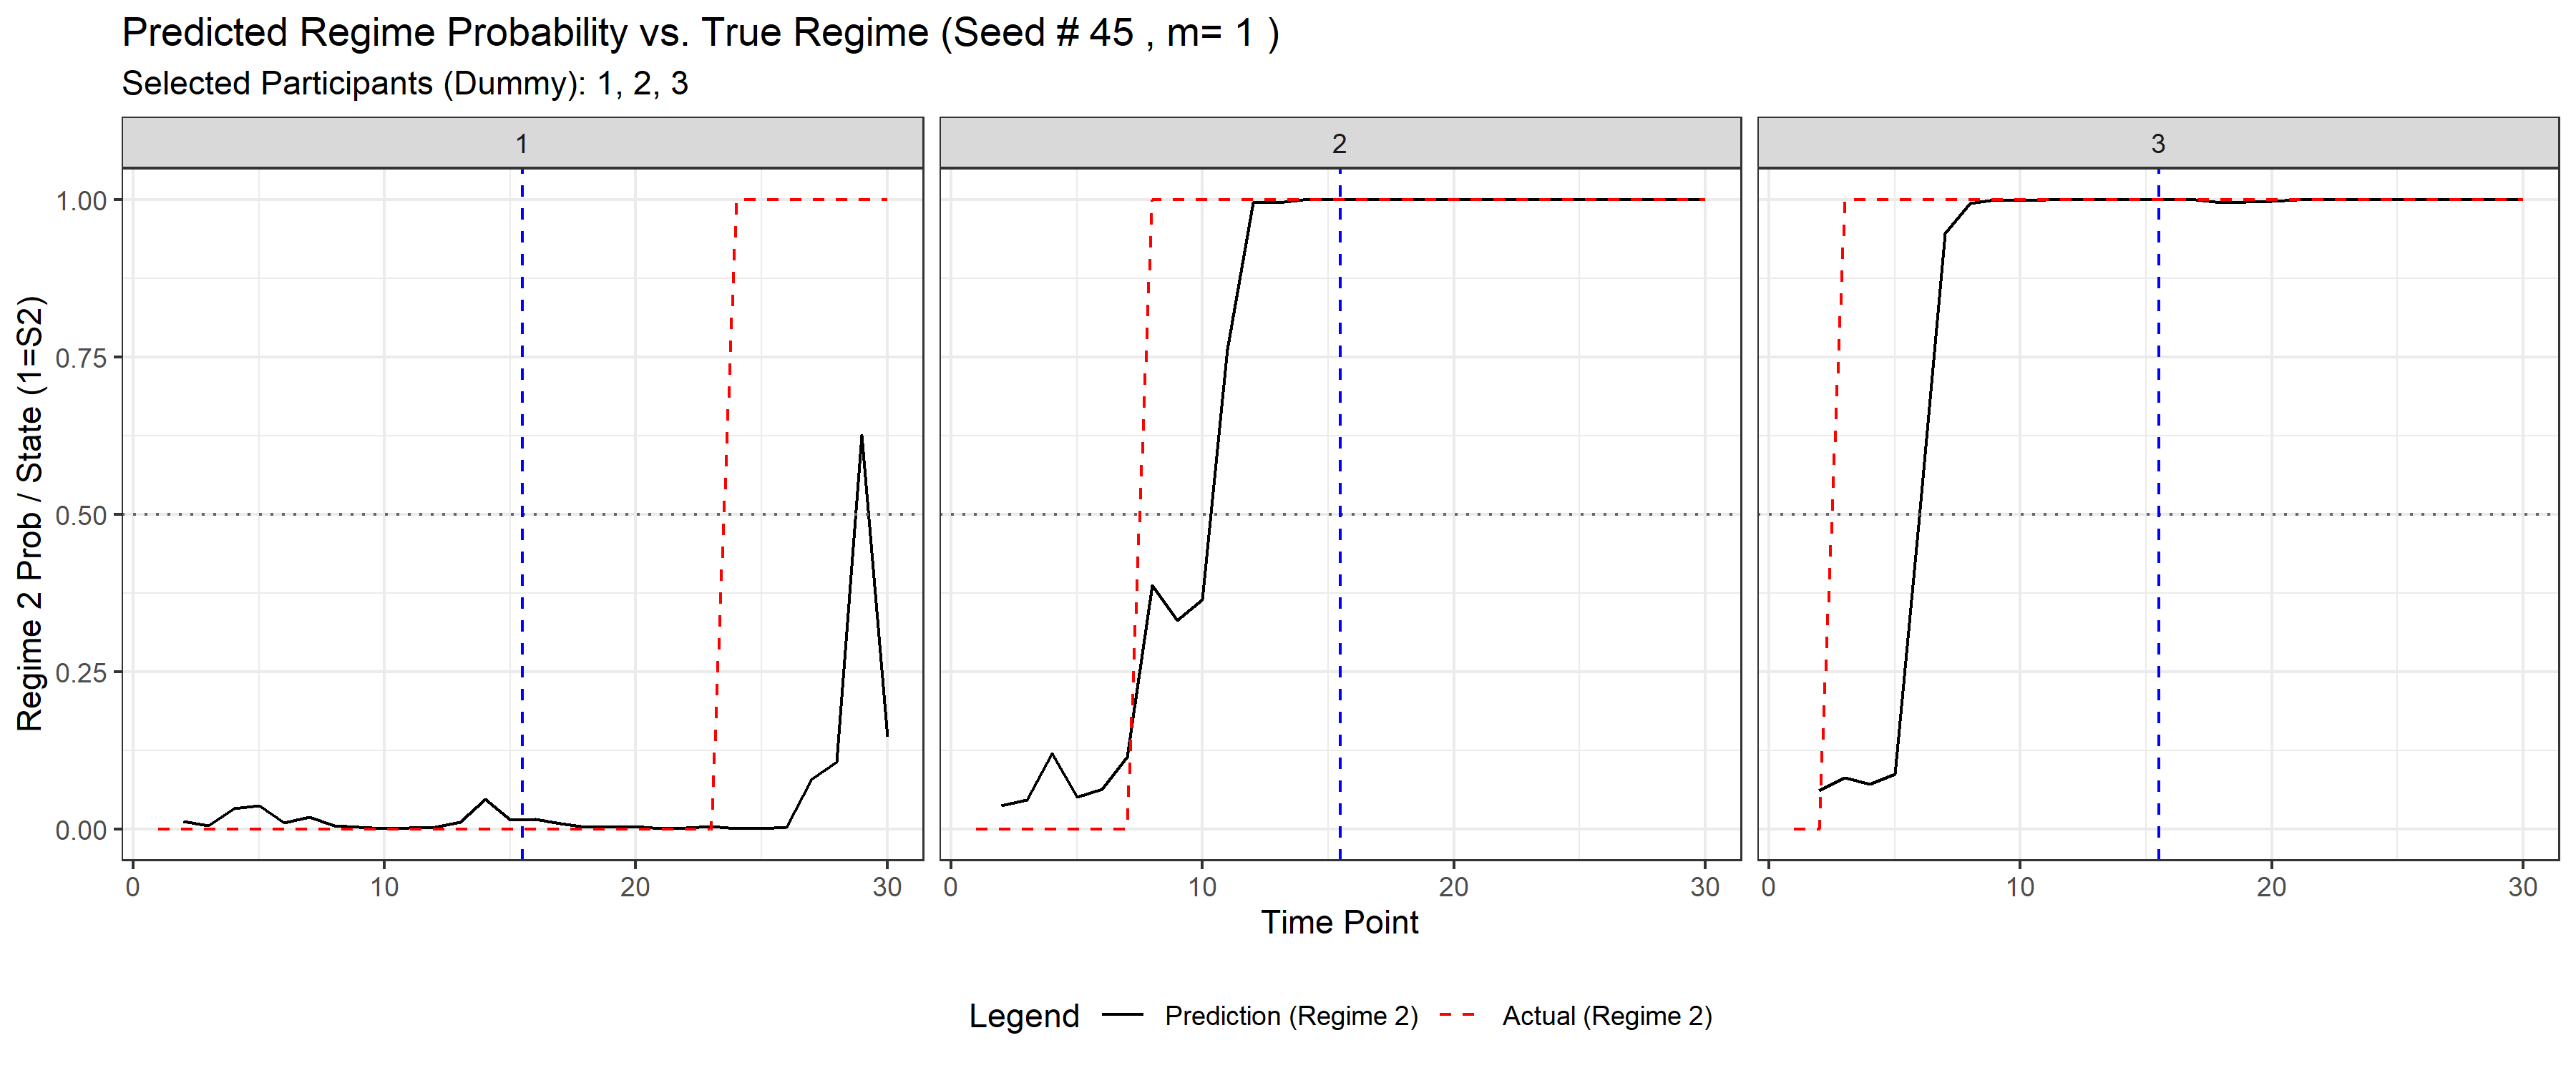 Predicted Regime Probability vs. True Regime (Seed # 45 , m= 1 )
Selected Participants (Dummy): 1, 2, 3
1 2 3
Regime 2 Prob / State (1=S2)
1.00
0.75
0.50
0.25
0.00
0 10 20 30 0 10 20 30 0 10 20 30
Time Point
Legend Prediction (Regime 2) Actual (Regime 2)